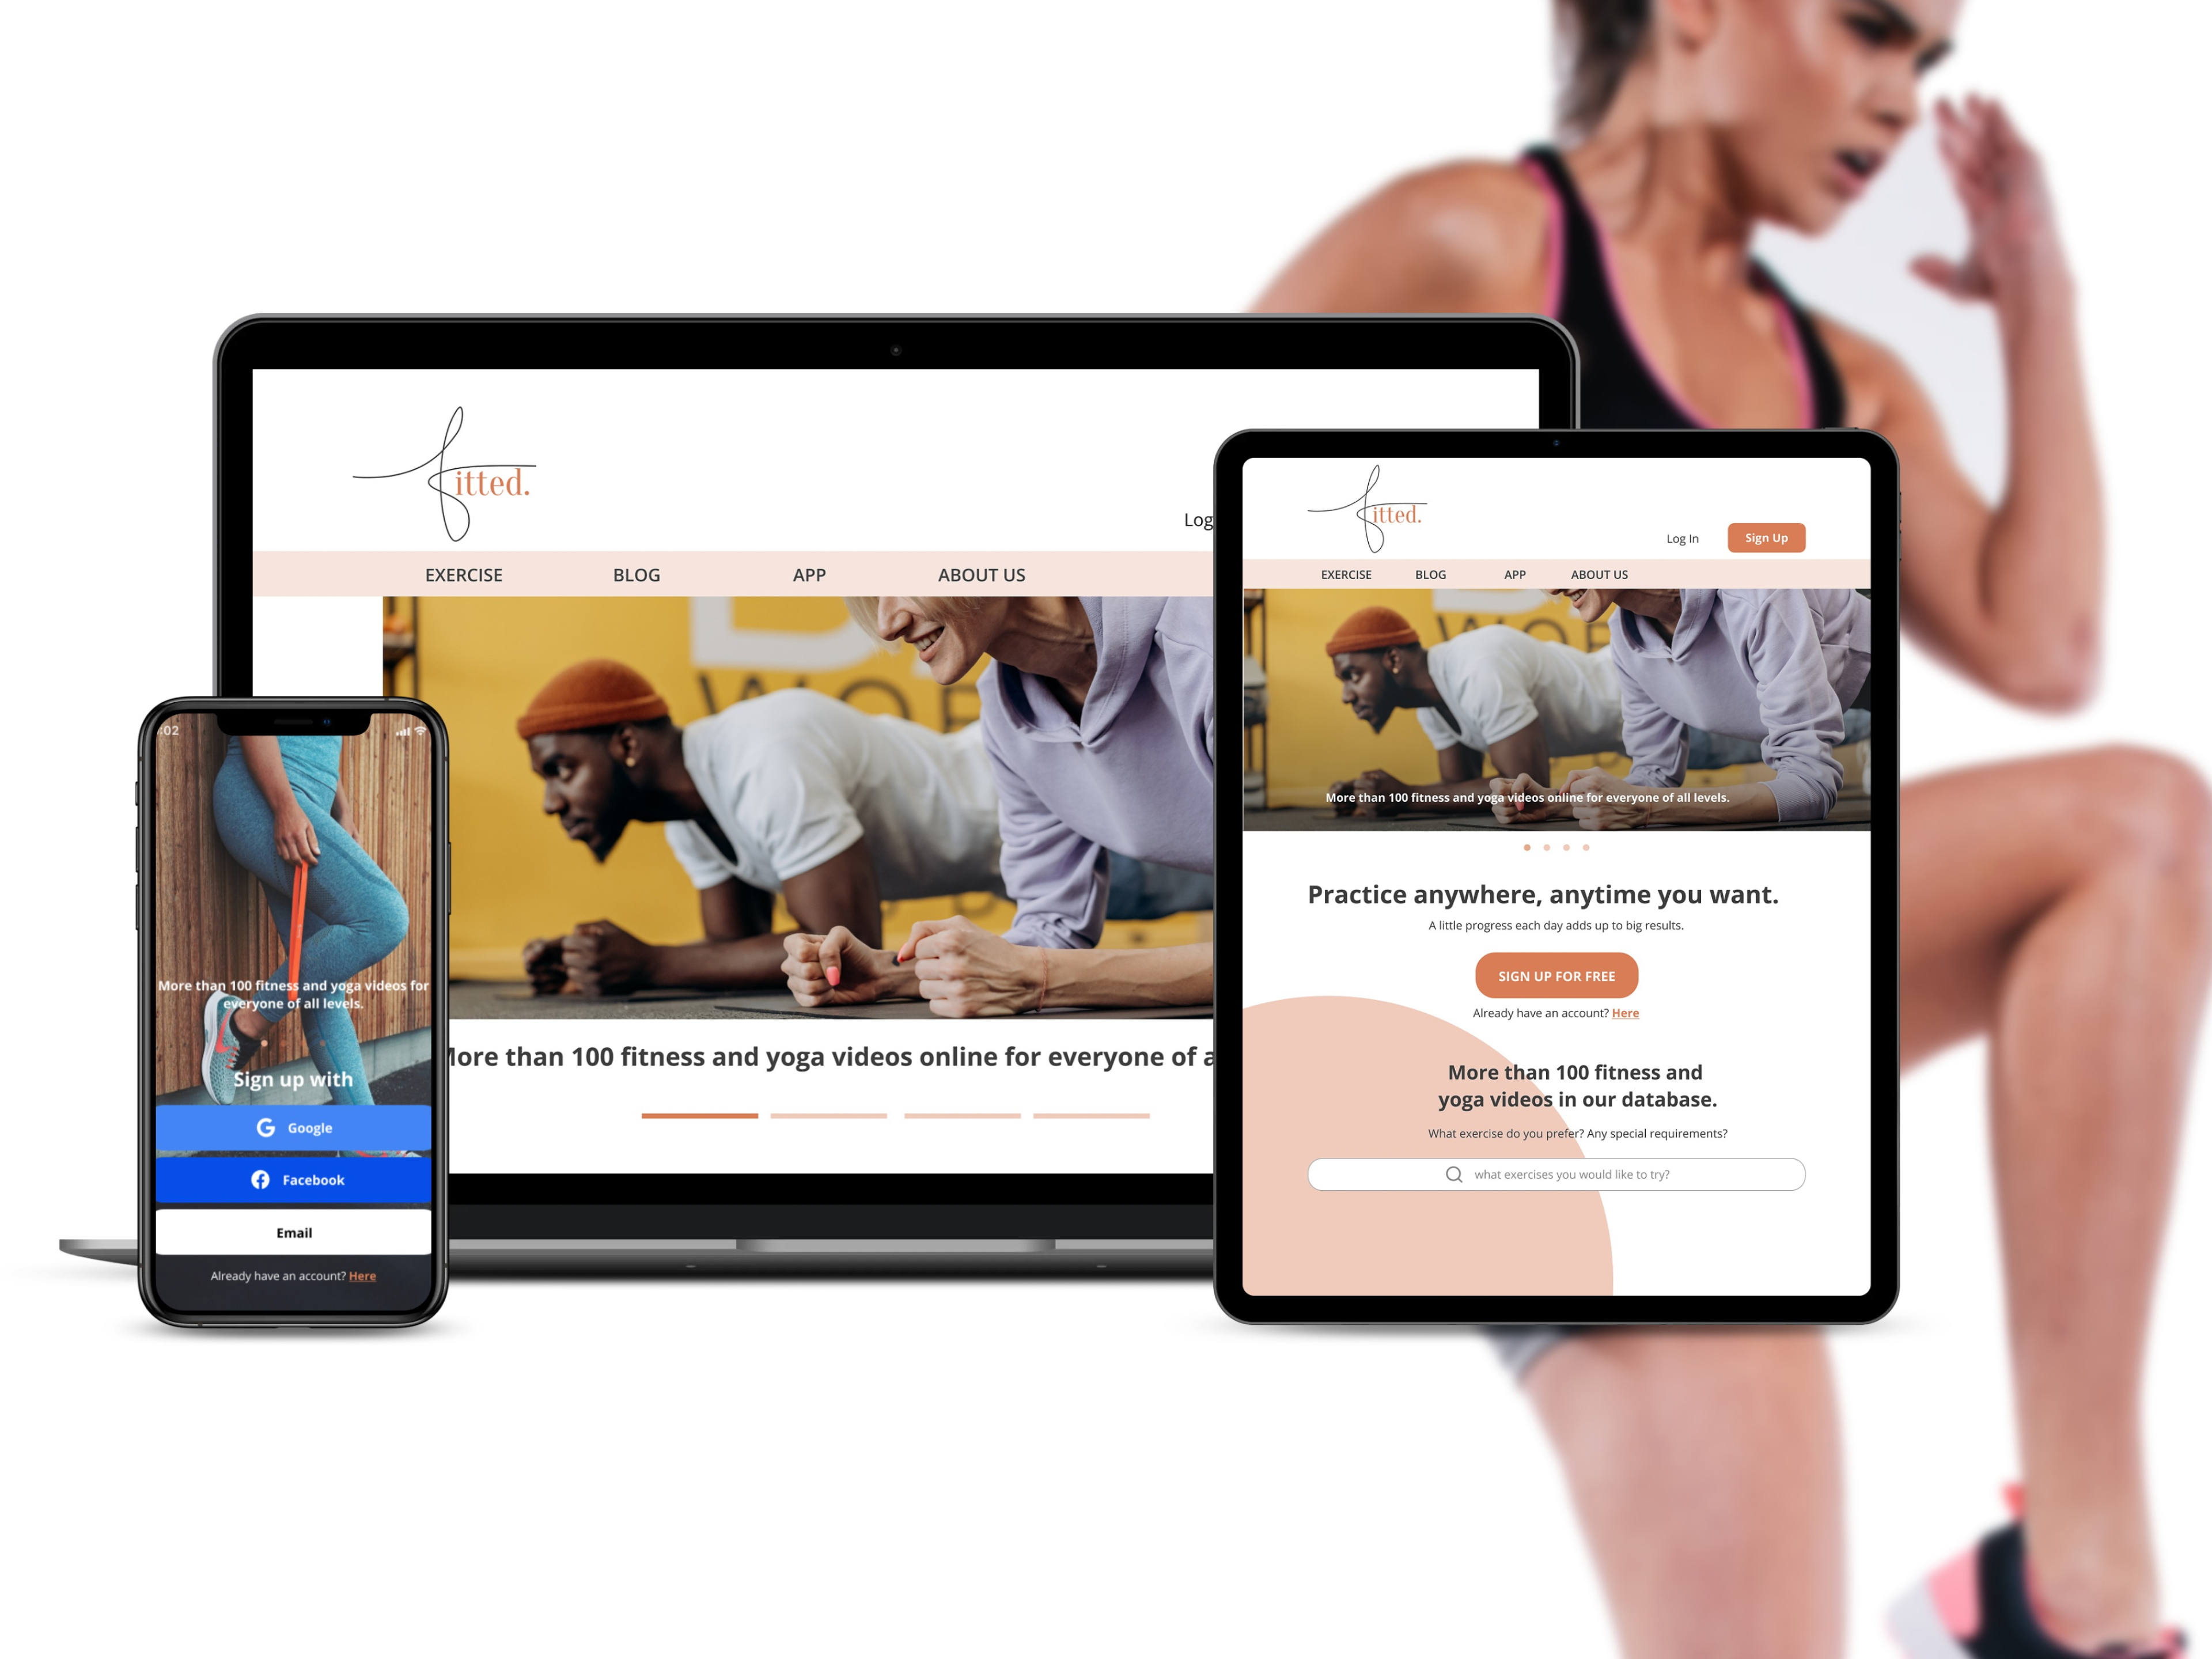 fitted.
Log
EXERCISE BLOG APP ABOUT US
More than 100 fitness and yoga videos online for everyone of a
:02
More than 100 fitness and yoga videos for
everyone of all levels.
Sign up with
Google
Facebook
Email
Already have an account? Here
fitted.
Log In Sign Up
EXERCISE BLOG APP ABOUT US
More than 100 fitness and yoga videos online for everyone of all levels.
Practice anywhere, anytime you want.
A little progress each day adds up to big results.
SIGN UP FOR FREE
Already have an account? Here
More than 100 fitness and
yoga videos in our database.
What exercise do you prefer? Any special requirements?
what exercises you would like to try?